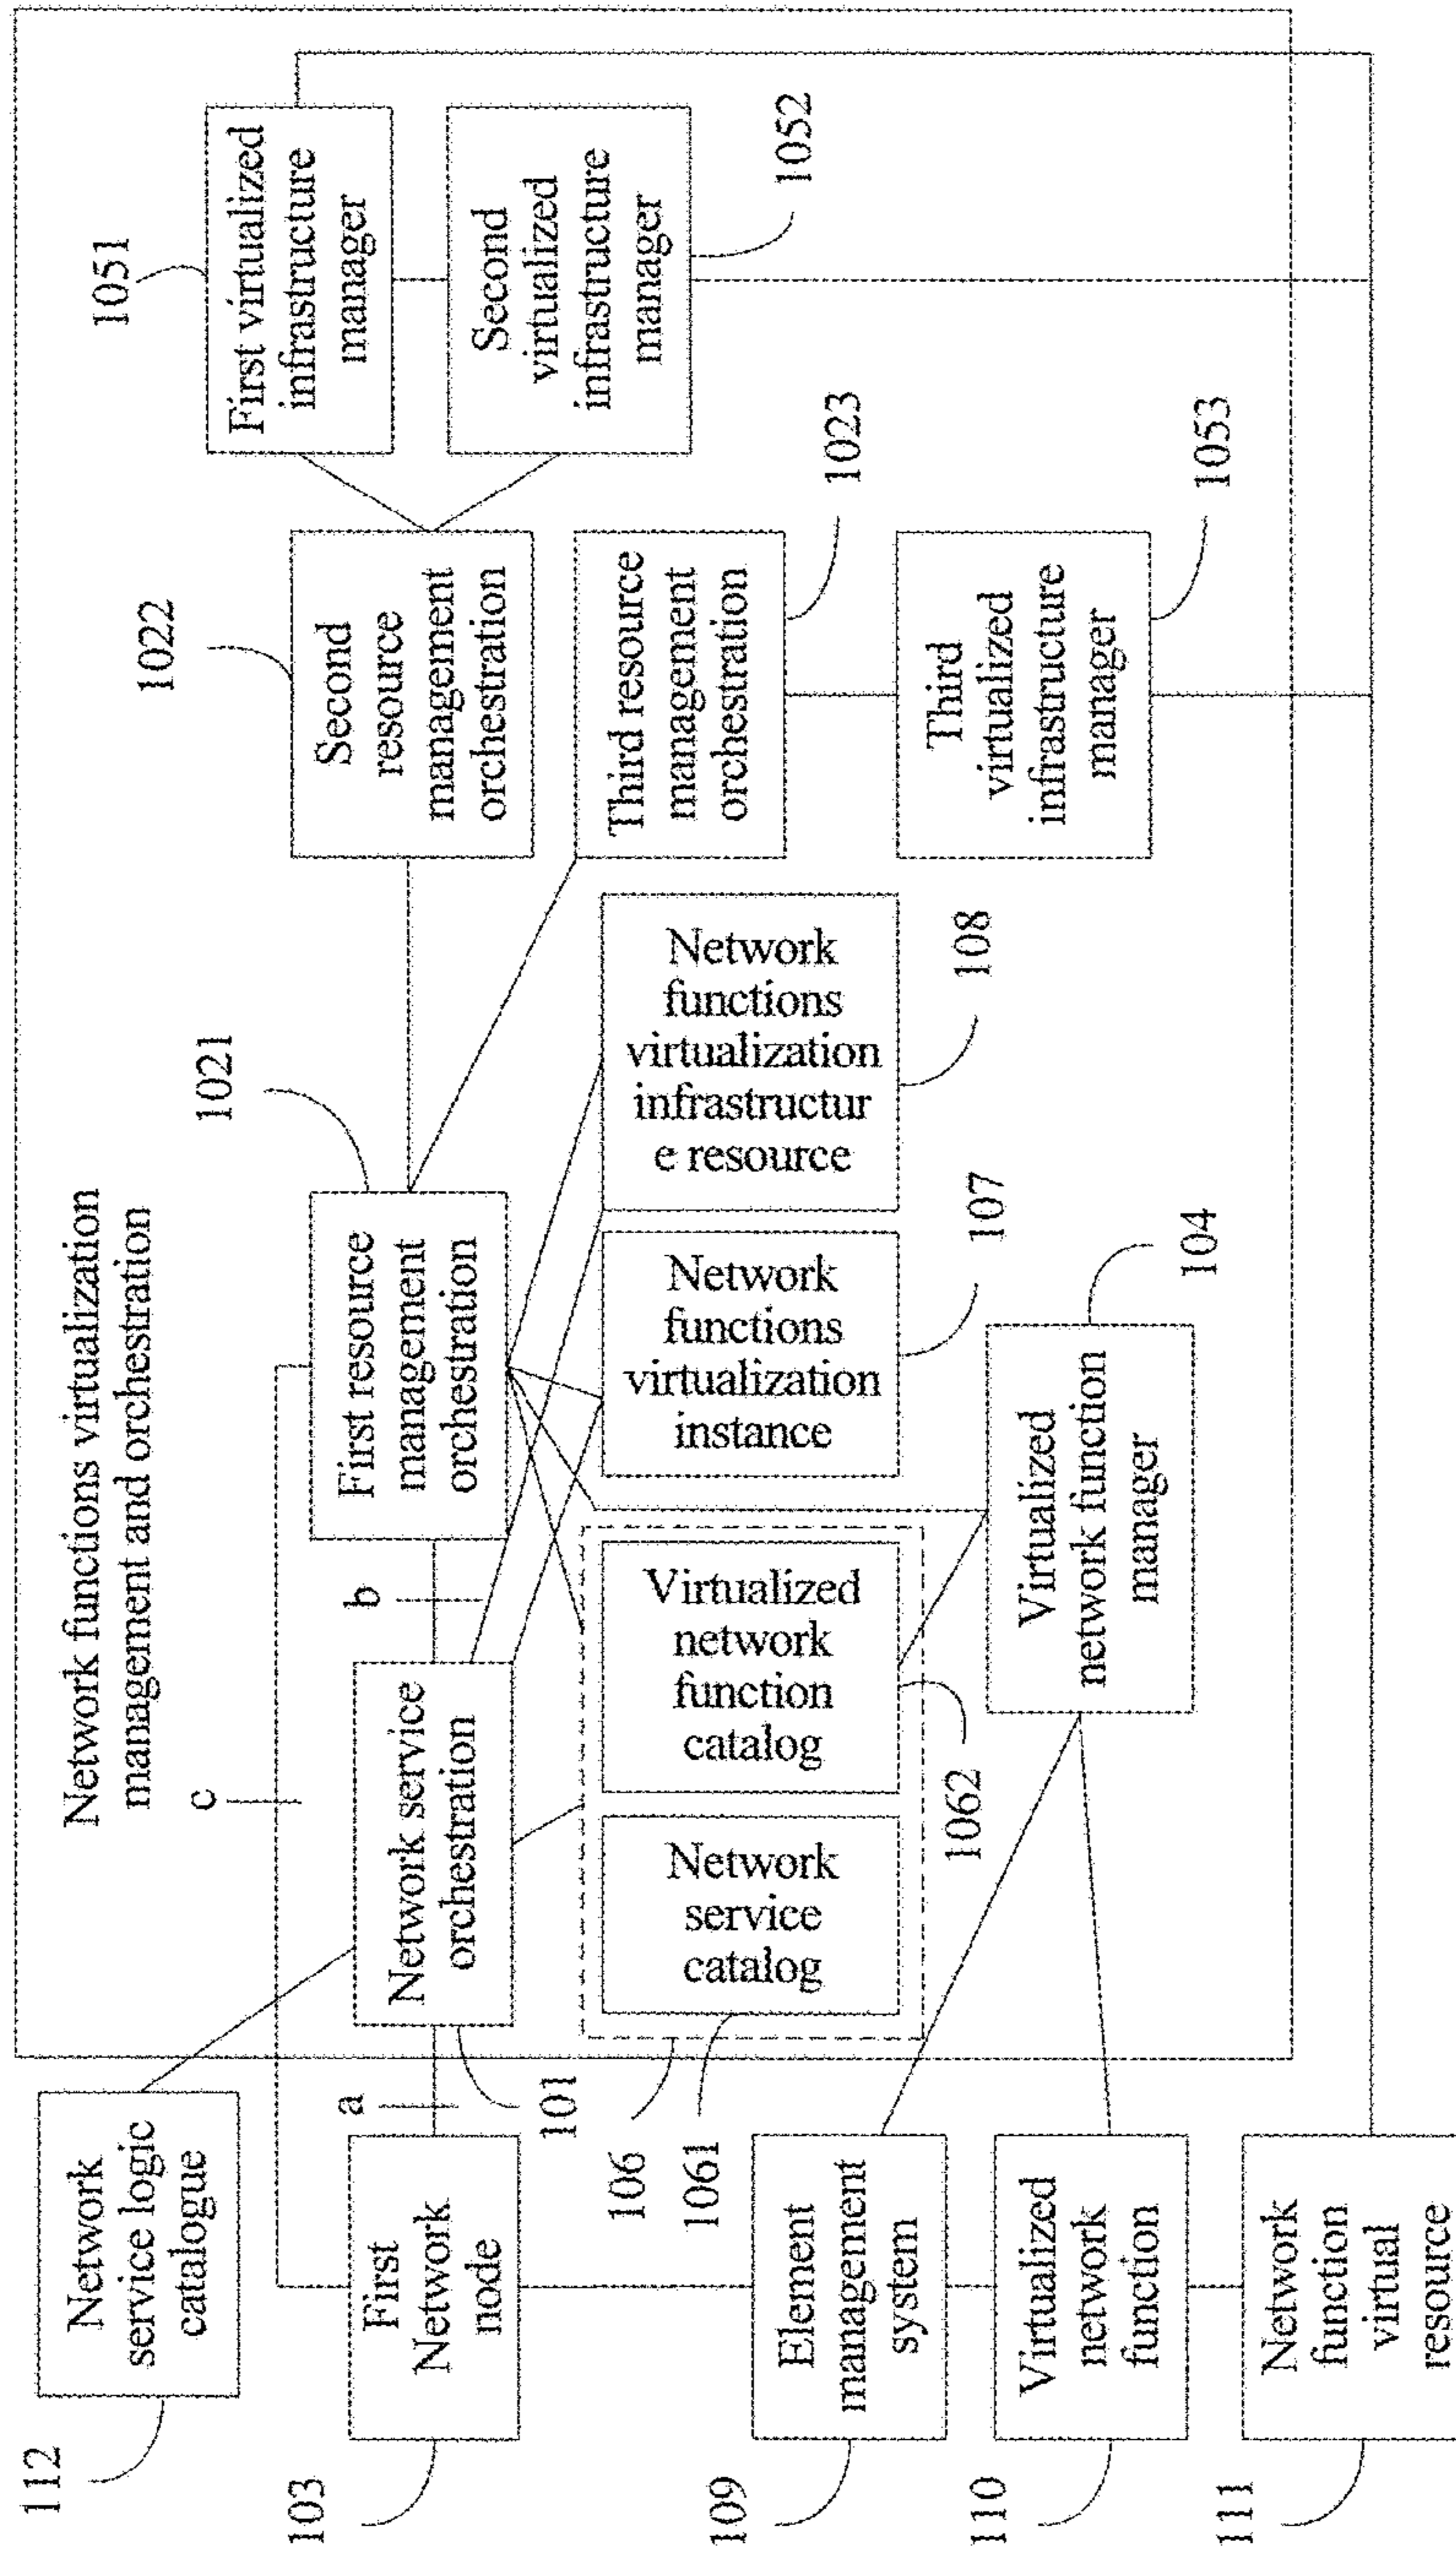 Network functions virtualization
management and orchestration
112
Network
service logic
catalogue
103
First
Network
node
a
101
Network service
orchestration
c
b
1021
First resource
management
orchestration
1022
Second
resource
management
orchestration
1051
First virtualized
infrastructure
manager
Second
virtualized
infrastructure
manager
1052
106
1061
Network
service
catalog
Virtualized
network
function
catalog
1062
Network
functions
virtualization
instance
107
Network
functions
virtualization
infrastructur
e resource
108
Third resource
management
orchestration
1023
109
Element
management
system
110
Virtualized
network
function
Virtualized
network function
manager
104
Third
virtualized
infrastructure
manager
1053
111
Network
function
virtual
resource